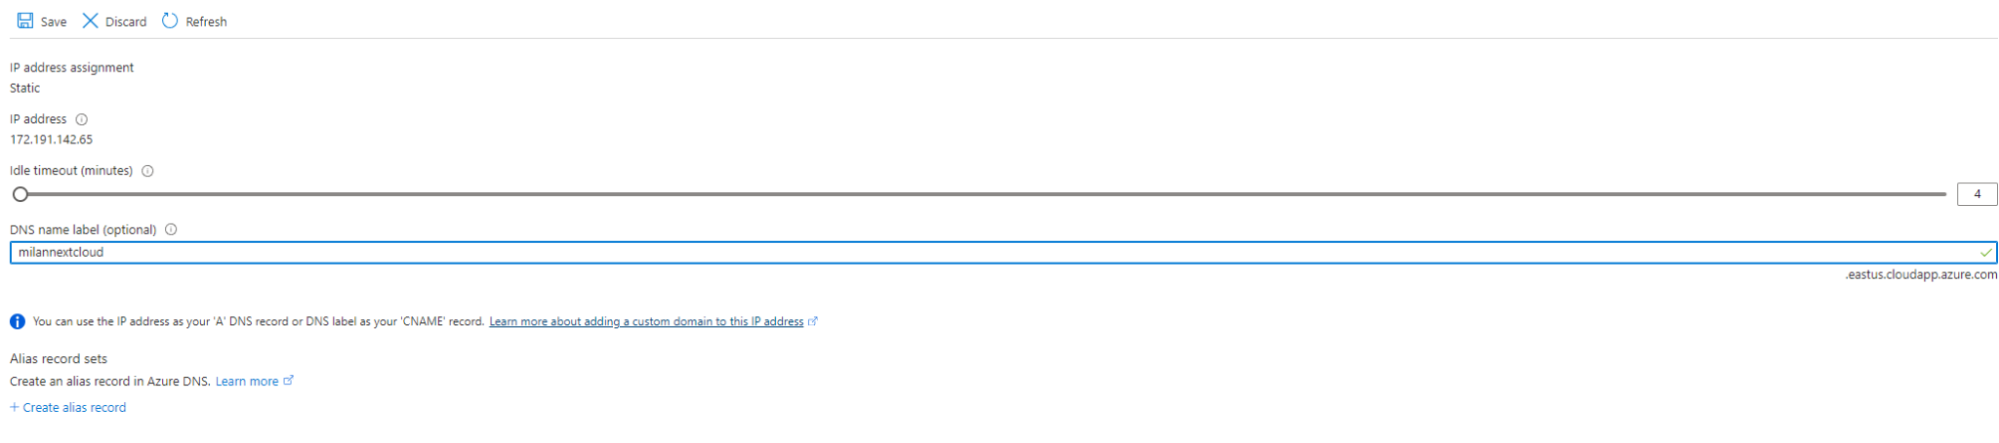 Save Discard Refresh
IP address assignment
Static
IP address
172.191.142.65
Idle timeout (minutes)
4
DNS name label (optional)
milannextcloud
.eastus.cloudapp.azure.com
You can use the IP address as your 'A' DNS record or DNS label as your 'CNAME' record. Learn more about adding a custom domain to this IP address
Alias record sets
Create an alias record in Azure DNS. Learn more
+ Create alias record